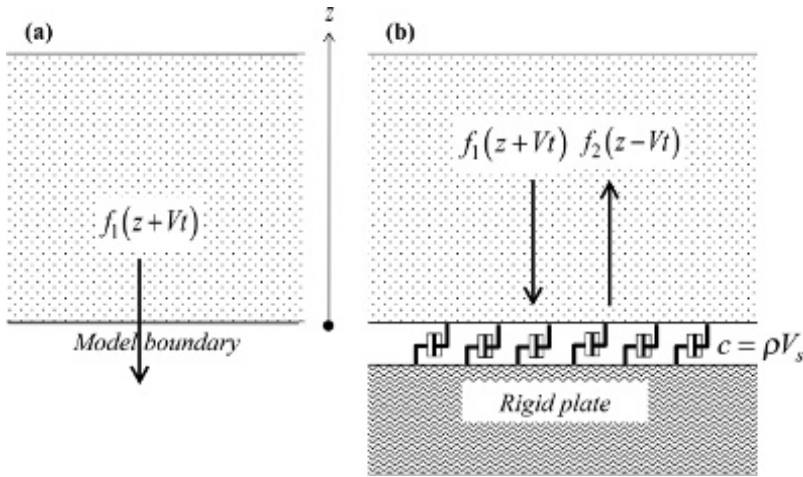 (a)
z
(b)
f₁(z+Vt)
Model boundary
f₁(z+Vt) f₂(z−Vt)
c = ρVₛ
Rigid plate